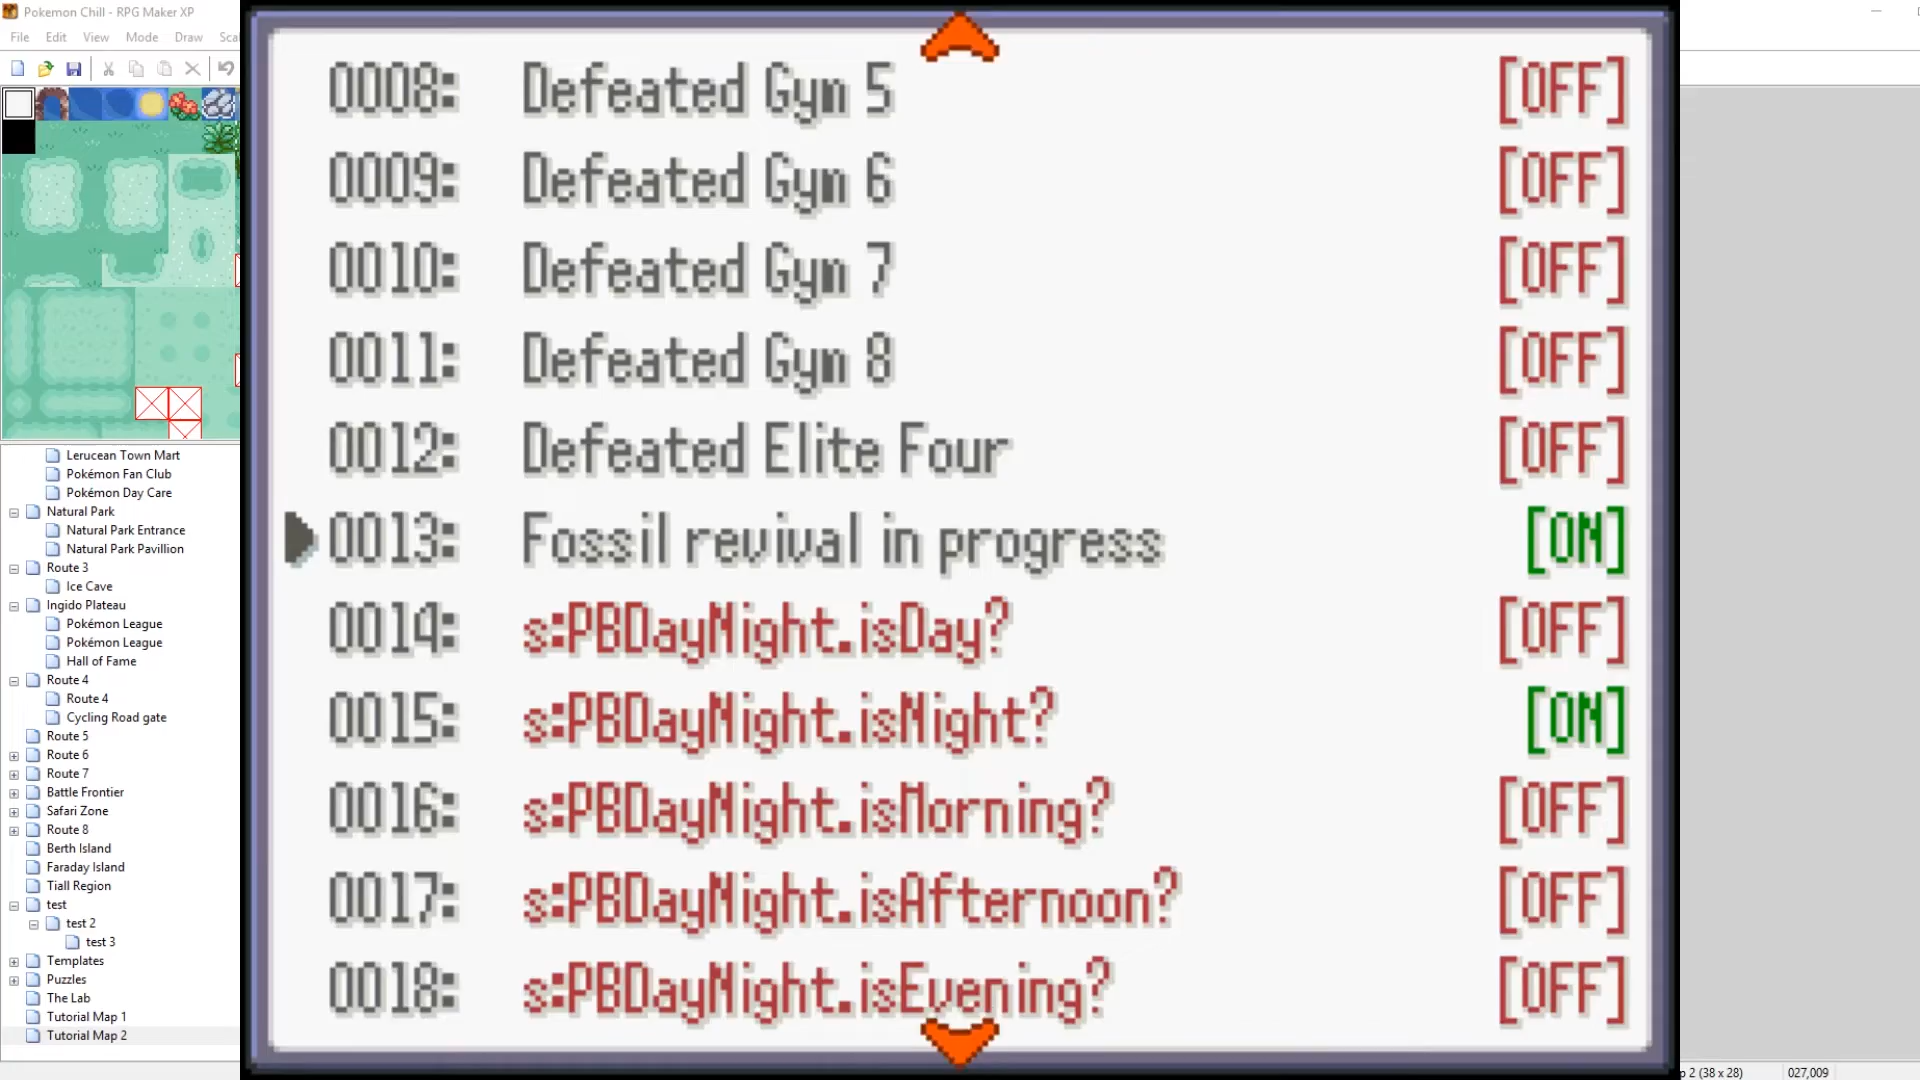 Pokemon Chill - RPG Maker XP
File Edit View Mode Draw
0008: Defeated Gym 5 [OFF]
0009: Defeated Gym 6 [OFF]
0010: Defeated Gym 7 [OFF]
0011: Defeated Gym 8 [OFF]
0012: Defeated Elite Four [OFF]
0013: Fossil revival in progress [ON]
0014: s:PBDayNight.isDay? [OFF]
0015: s:PBDayNight.isNight? [ON]
0016: s:PBDayNight.isMorning? [OFF]
0017: s:PBDayNight.isAfternoon? [OFF]
0018: s:PBDayNight.isEvening? [OFF]
Lerucean Town Mart
Pokémon Fan Club
Pokémon Day Care
Natural Park
Natural Park Entrance
Natural Park Pavillion
Route 3
Ice Cave
Ingido Plateau
Pokémon League
Pokémon League
Hall of Fame
Route 4
Route 4
Cycling Road gate
Route 5
Route 6
Route 7
Battle Frontier
Safari Zone
Route 8
Berth Island
Faraday Island
Tiall Region
test
test 2
test 3
Templates
Puzzles
The Lab
Tutorial Map 1
Tutorial Map 2
p 2 (38 x 28) 027,009